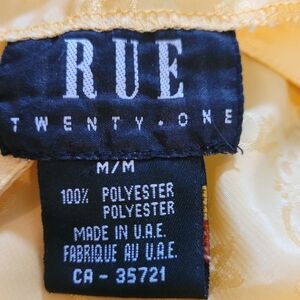 RUE
TWENTY·ONE
M/M
100% POLYESTER
POLYESTER
MADE IN U.A.E.
FABRIQUE AU U.A.E.
CA - 35721